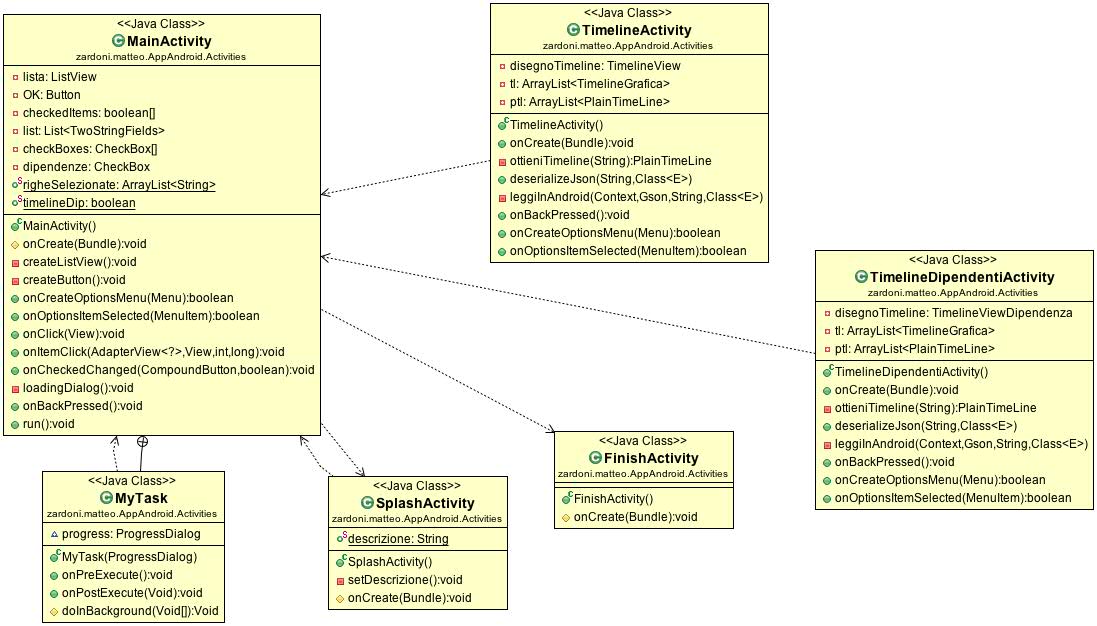 <<Java Class>>
MainActivity
zardoni.matteo.AppAndroid.Activities
lista: ListView
OK: Button
checkedItems: boolean[]
list: List<TwoStringFields>
checkBoxes: CheckBox[]
dipendenze: CheckBox
righeSelezionate: ArrayList<String>
timelineDip: boolean
MainActivity()
onCreate(Bundle):void
createListView():void
createButton():void
onCreateOptionsMenu(Menu):boolean
onOptionsItemSelected(MenuItem):boolean
onClick(View):void
onItemClick(AdapterView<?>,View,int,long):void
onCheckedChanged(CompoundButton,boolean):void
loadingDialog():void
onBackPressed():void
run():void
<<Java Class>>
TimelineActivity
zardoni.matteo.AppAndroid.Activities
disegnoTimeline: TimelineView
tl: ArrayList<TimelineGrafica>
ptl: ArrayList<PlainTimeLine>
TimelineActivity()
onCreate(Bundle):void
ottieniTimeline(String):PlainTimeLine
deserializeJson(String,Class<E>)
leggiInAndroid(Context,Gson,String,Class<E>)
onBackPressed():void
onCreateOptionsMenu(Menu):boolean
onOptionsItemSelected(MenuItem):boolean
<<Java Class>>
TimelineDipendentiActivity
zardoni.matteo.AppAndroid.Activities
disegnoTimeline: TimelineViewDipendenza
tl: ArrayList<TimelineGrafica>
ptl: ArrayList<PlainTimeLine>
TimelineDipendentiActivity()
onCreate(Bundle):void
ottieniTimeline(String):PlainTimeLine
deserializeJson(String,Class<E>)
leggiInAndroid(Context,Gson,String,Class<E>)
onBackPressed():void
onCreateOptionsMenu(Menu):boolean
onOptionsItemSelected(MenuItem):boolean
<<Java Class>>
MyTask
zardoni.matteo.AppAndroid.Activities
progress: ProgressDialog
MyTask(ProgressDialog)
onPreExecute():void
onPostExecute(Void):void
doInBackground(Void[]):Void
<<Java Class>>
SplashActivity
zardoni.matteo.AppAndroid.Activities
descrizione: String
SplashActivity()
setDescrizione():void
onCreate(Bundle):void
<<Java Class>>
FinishActivity
zardoni.matteo.AppAndroid.Activities
FinishActivity()
onCreate(Bundle):void